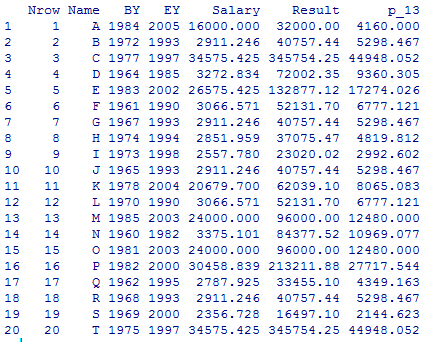 Nrow Name BY EY Salary Result p_13
1 1 A 1984 2005 16000.000 32000.00 4160.000
2 2 B 1972 1993 2911.246 40757.44 5298.467
3 3 C 1977 1997 34575.425 345754.25 44948.052
4 4 D 1964 1985 3272.834 72002.35 9360.305
5 5 E 1983 2002 26575.425 132877.12 17274.026
6 6 F 1961 1990 3066.571 52131.70 6777.121
7 7 G 1967 1993 2911.246 40757.44 5298.467
8 8 H 1974 1994 2851.959 37075.47 4819.812
9 9 I 1973 1998 2557.780 23020.02 2992.602
10 10 J 1965 1993 2911.246 40757.44 5298.467
11 11 K 1978 2004 20679.700 62039.10 8065.083
12 12 L 1970 1990 3066.571 52131.70 6777.121
13 13 M 1985 2003 24000.000 96000.00 12480.000
14 14 N 1960 1982 3375.101 84377.52 10969.077
15 15 O 1981 2003 24000.000 96000.00 12480.000
16 16 P 1982 2000 30458.839 213211.88 27717.544
17 17 Q 1962 1995 2787.925 33455.10 4349.163
18 18 R 1968 1993 2911.246 40757.44 5298.467
19 19 S 1969 2000 2356.728 16497.10 2144.623
20 20 T 1975 1997 34575.425 345754.25 44948.052